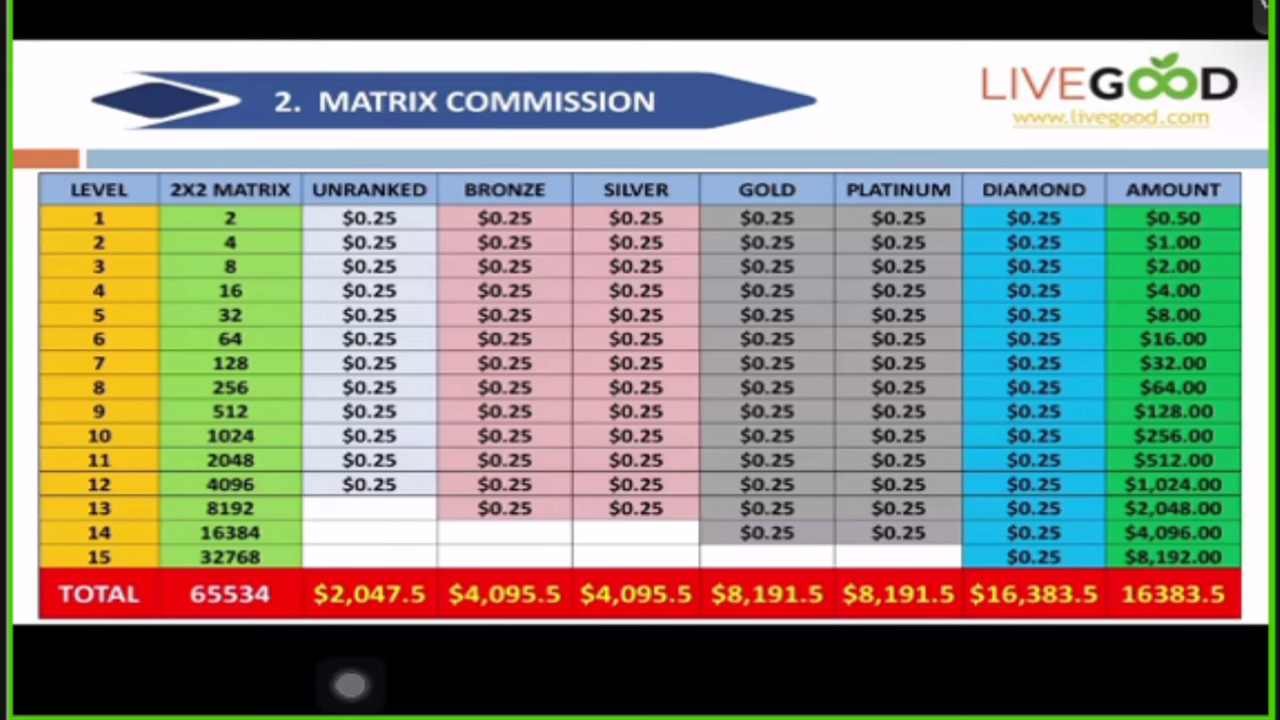 2. MATRIX COMMISSION
LIVEGOOD
www.livegood.com
LEVEL 2X2 MATRIX UNRANKED BRONZE SILVER GOLD PLATINUM DIAMOND AMOUNT
1 2 $0.25 $0.25 $0.25 $0.25 $0.25 $0.25 $0.50
2 4 $0.25 $0.25 $0.25 $0.25 $0.25 $0.25 $1.00
3 8 $0.25 $0.25 $0.25 $0.25 $0.25 $0.25 $2.00
4 16 $0.25 $0.25 $0.25 $0.25 $0.25 $0.25 $4.00
5 32 $0.25 $0.25 $0.25 $0.25 $0.25 $0.25 $8.00
6 64 $0.25 $0.25 $0.25 $0.25 $0.25 $0.25 $16.00
7 128 $0.25 $0.25 $0.25 $0.25 $0.25 $0.25 $32.00
8 256 $0.25 $0.25 $0.25 $0.25 $0.25 $0.25 $64.00
9 512 $0.25 $0.25 $0.25 $0.25 $0.25 $0.25 $128.00
10 1024 $0.25 $0.25 $0.25 $0.25 $0.25 $0.25 $256.00
11 2048 $0.25 $0.25 $0.25 $0.25 $0.25 $0.25 $512.00
12 4096 $0.25 $0.25 $0.25 $0.25 $0.25 $0.25 $1,024.00
13 8192 $0.25 $0.25 $0.25 $0.25 $0.25 $2,048.00
14 16384 $0.25 $0.25 $0.25 $4,096.00
15 32768 $0.25 $8,192.00
TOTAL 65534 $2,047.5 $4,095.5 $4,095.5 $8,191.5 $8,191.5 $16,383.5 16383.5